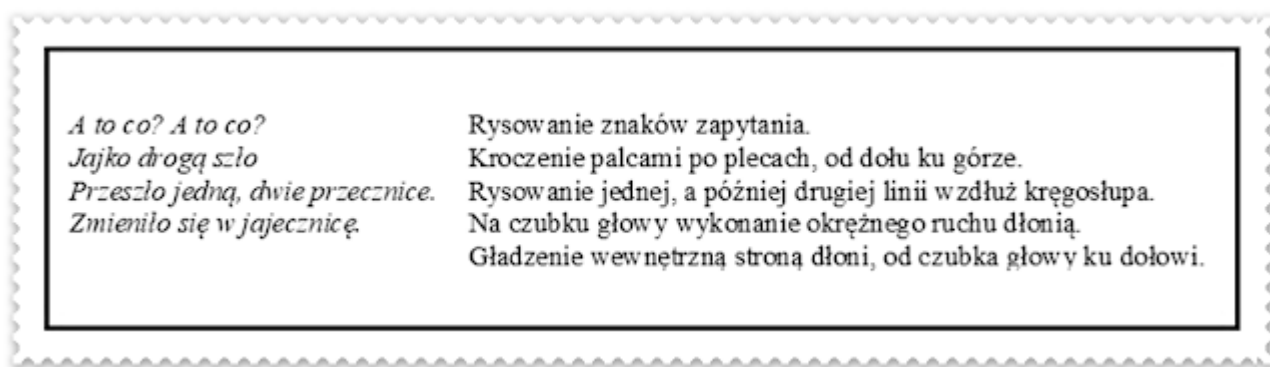 A to co? A to co? Rysowanie znaków zapytania.
Jajko drogą szło Kroczenie palcami po plecach, od dołu ku górze.
Przeszło jedną, dwie przecznice. Rysowanie jednej, a później drugiej linii wzdłuż kręgosłupa.
Zmieniło się w jajecznicę. Na czubku głowy wykonanie okrężnego ruchu dłonią.
Gładzenie wewnętrzną stroną dłoni, od czubka głowy ku dołowi.